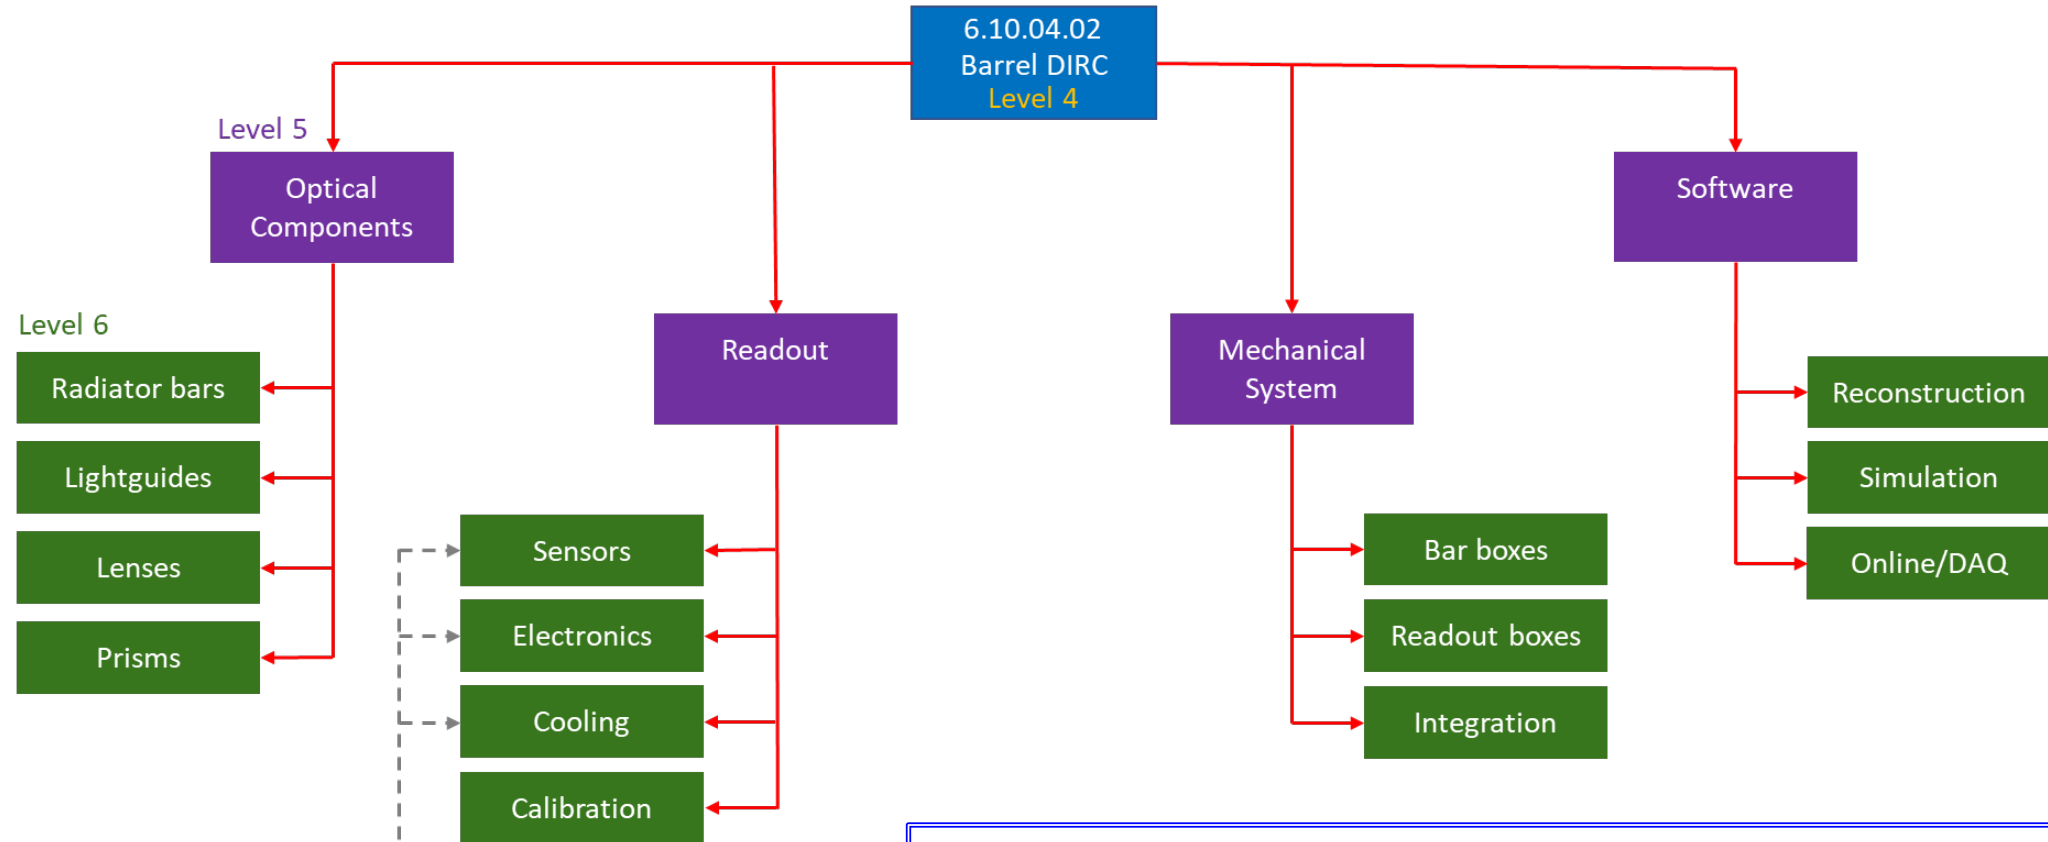 6.10.04.02
Barrel DIRC
Level 4
Level 5
Optical
Components
Software
Level 6
Readout
Mechanical
System
Radiator bars
Lightguides
Lenses
Prisms
Sensors
Electronics
Cooling
Calibration
Bar boxes
Readout boxes
Integration
Reconstruction
Simulation
Online/DAQ